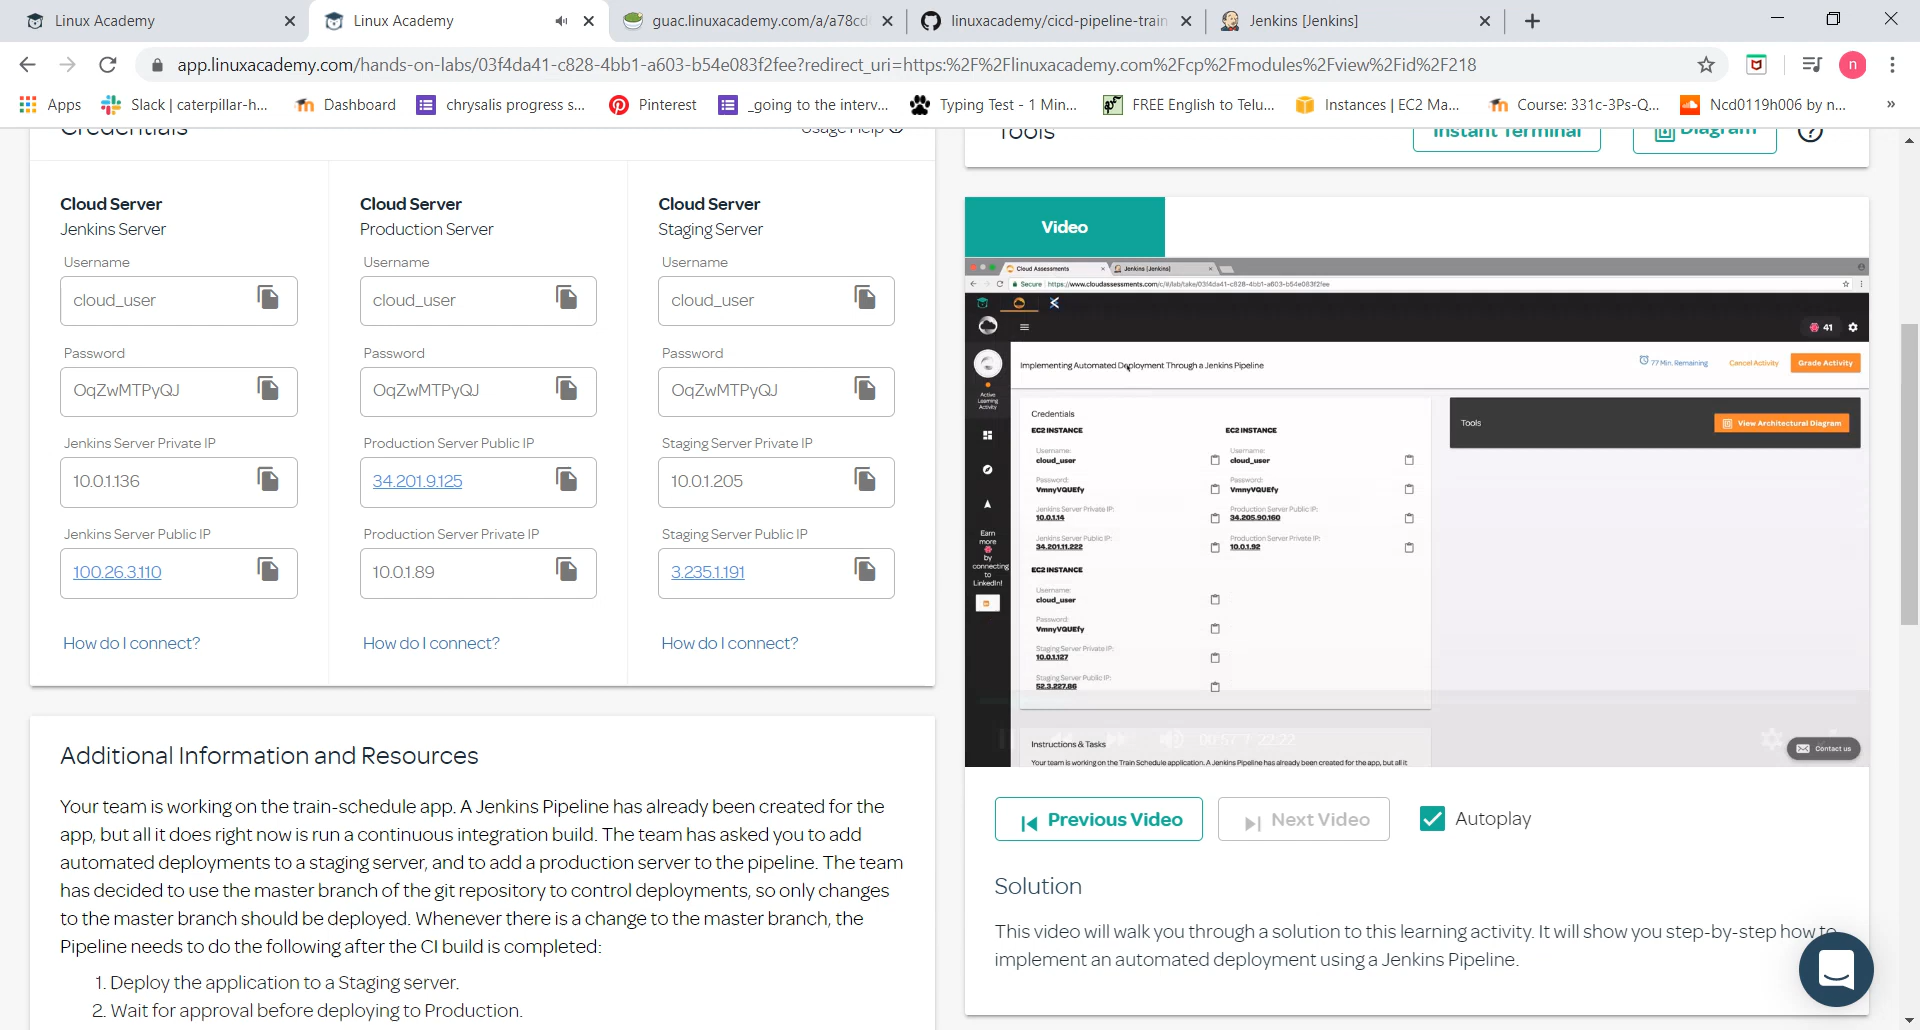 Linux Academy
Linux Academy
guac.linuxacademy.com/a/a78cd
linuxacademy/cicd-pipeline-train
Jenkins [Jenkins]
app.linuxacademy.com/hands-on-labs/03f4da41-c828-4bb1-a603-b54e083f2fee?redirect_uri=https:%2F%2Flinuxacademy.com%2Fcp%2Fmodules%2Fview%2Fid%2F218
n
Apps
Slack | caterpillar-h...
Dashboard
chrysalis progress s...
Pinterest
_going to the interv...
Typing Test - 1 Min...
FREE English to Telu...
Instances | EC2 Ma...
Course: 331c-3Ps-Q...
Ncd0119h006 by n...
»
Credentials
Usage Help
Cloud Server
Jenkins Server
Username
cloud_user
Password
OqZwMTPyQJ
Jenkins Server Private IP
10.0.1.136
Jenkins Server Public IP
100.26.3.110
How do I connect?
Cloud Server
Production Server
Username
cloud_user
Password
OqZwMTPyQJ
Production Server Public IP
34.201.9.125
Production Server Private IP
10.0.1.89
How do I connect?
Cloud Server
Staging Server
Username
cloud_user
Password
OqZwMTPyQJ
Staging Server Private IP
10.0.1.205
Staging Server Public IP
3.235.1.191
How do I connect?
Additional Information and Resources
Your team is working on the train-schedule app. A Jenkins Pipeline has already been created for the
app, but all it does right now is run a continuous integration build. The team has asked you to add
automated deployments to a staging server, and to add a production server to the pipeline. The team
has decided to use the master branch of the git repository to control deployments, so only changes
to the master branch should be deployed. Whenever there is a change to the master branch, the
Pipeline needs to do the following after the CI build is completed:
1. Deploy the application to a Staging server.
2. Wait for approval before deploying to Production.
Tools
Instant Terminal
Diagram
Video
Cloud Assessments
Jenkins [Jenkins]
Secure https://www.cloudassessments.com/c/#/lab/take/03f4da41-c828-4bb1-a603-b54e083f2fee
41
Implementing Automated Deployment Through a Jenkins Pipeline
77 Min. Remaining
Cancel Activity
Grade Activity
Active
Learning
Activity
Earn
more
by
connecting
to
LinkedIn!
Credentials
EC2 INSTANCE
Username:
cloud_user
Password:
VmnyVQUEfy
Jenkins Server Private IP:
10.0.1.14
Jenkins Server Public IP:
34.201.11.222
EC2 INSTANCE
Username:
cloud_user
Password:
VmnyVQUEfy
Production Server Public IP:
34.205.90.160
Production Server Private IP:
10.0.1.92
EC2 INSTANCE
Username:
cloud_user
Password:
VmnyVQUEfy
Staging Server Private IP:
10.0.1.127
Staging Server Public IP:
52.3.227.86
Tools
View Architectural Diagram
Instructions & Tasks
Your team is working on the Train Schedule application. A Jenkins Pipeline has already been created for the app, but all it
00:57 / 22:22
Contact us
Previous Video
Next Video
Autoplay
Solution
This video will walk you through a solution to this learning activity. It will show you step-by-step how to
implement an automated deployment using a Jenkins Pipeline.